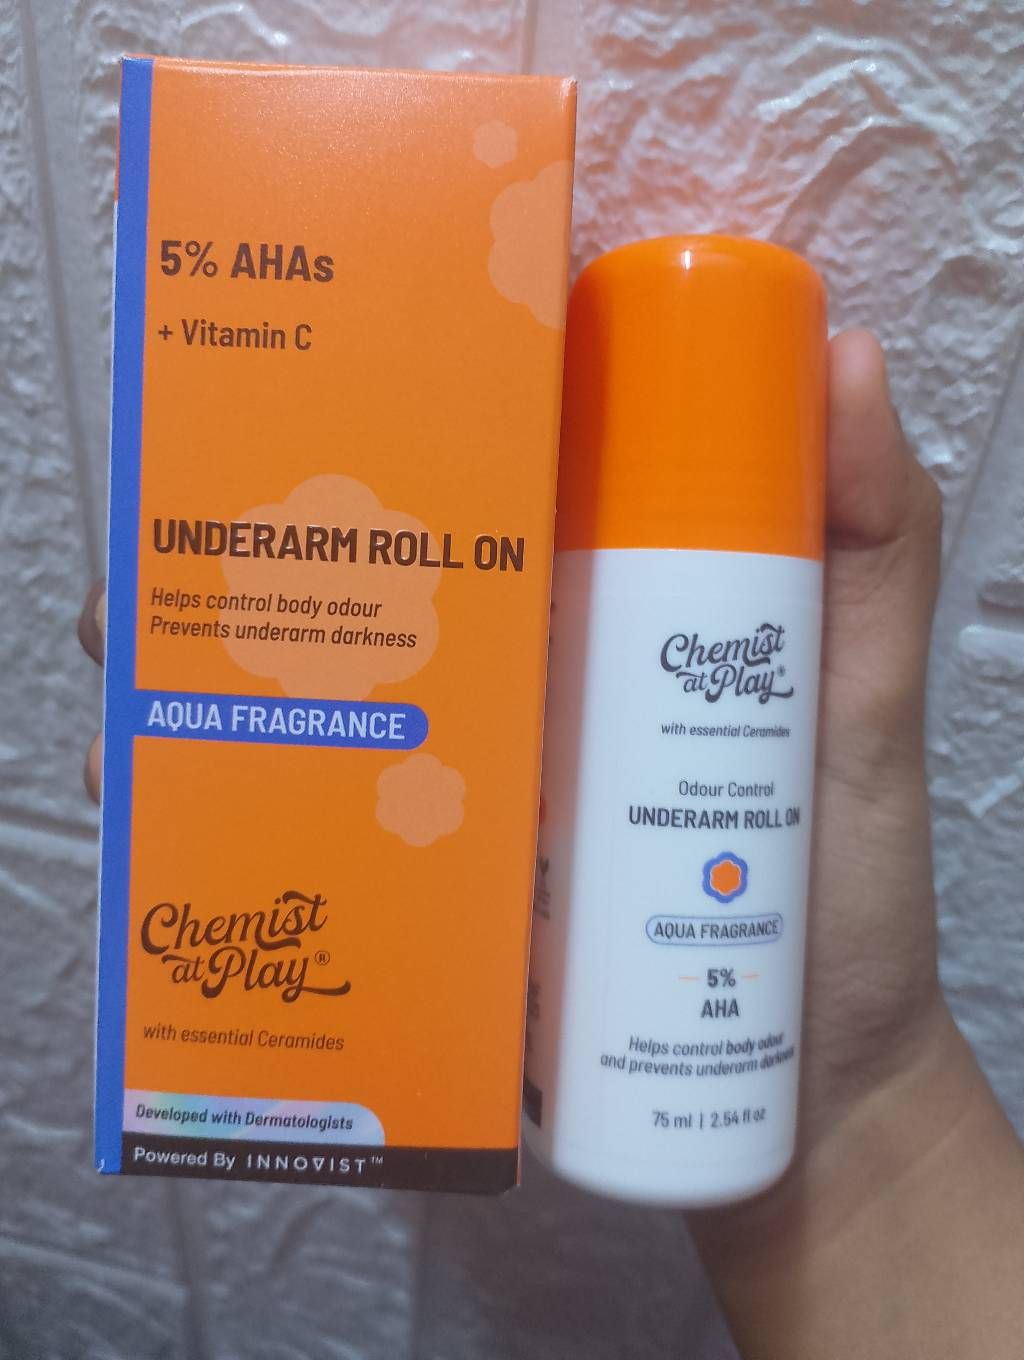 5% AHAs
+ Vitamin C
UNDERARM ROLL ON
Helps control body odour
Prevents underarm darkness
AQUA FRAGRANCE
Chemist
at Play®
with essential Ceramides
Developed with Dermatologists
Powered By INNOVIST™
Chemist
at Play®
with essential Ceramides
Odour Control
UNDERARM ROLL ON
AQUA FRAGRANCE
5%
AHA
Helps control body odour
and prevents underarm darkness
75 ml | 2.54 fl oz